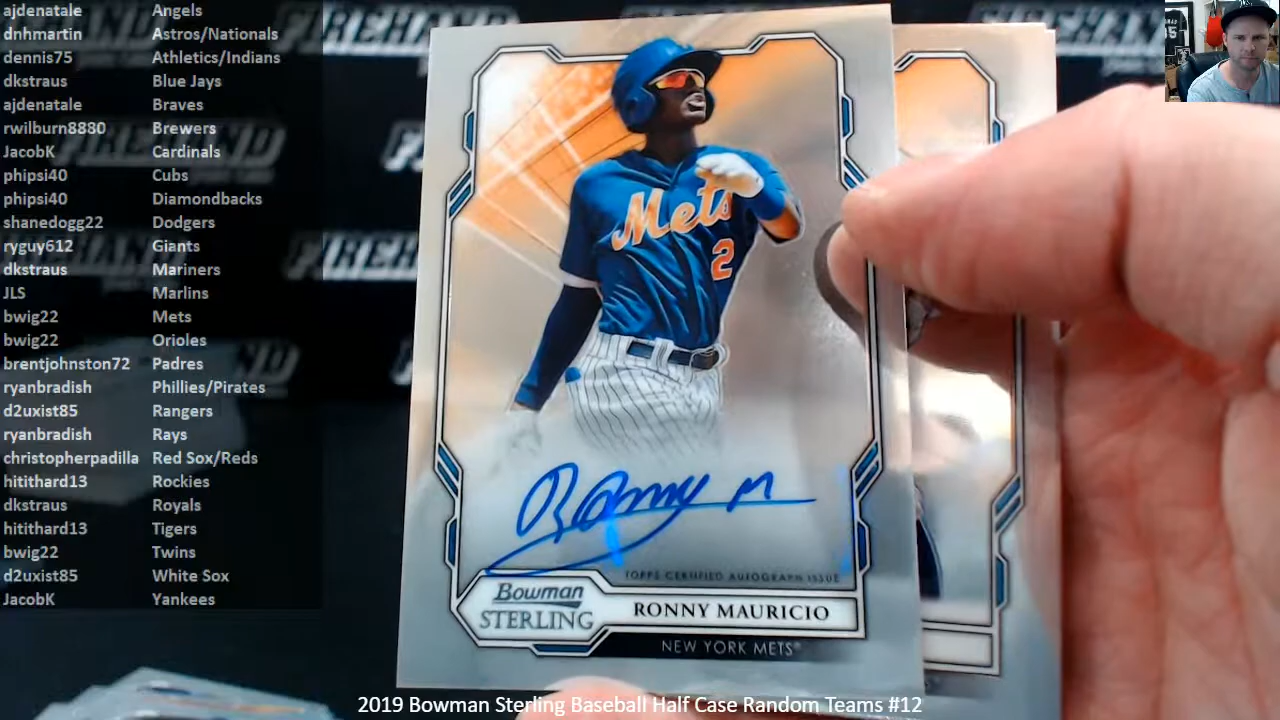 ajdenatale Angels
dnhmartin Astros/Nationals
dennis75 Athletics/Indians
dkstraus Blue Jays
ajdenatale Braves
rwilburn8880 Brewers
JacobK Cardinals
phipsi40 Cubs
phipsi40 Diamondbacks
shanedogg22 Dodgers
ryguy612 Giants
dkstraus Mariners
JLS Marlins
bwig22 Mets
bwig22 Orioles
brentjohnston72 Padres
ryanbradish Phillies/Pirates
d2uxist85 Rangers
ryanbradish Rays
christopherpadilla Red Sox/Reds
hitithard13 Rockies
dkstraus Royals
hitithard13 Tigers
bwig22 Twins
d2uxist85 White Sox
JacobK Yankees
FIREHAND
Mets
2
Ronny M
TOPPS CERTIFIED AUTOGRAPH ISSUE
Bowman
STERLING
RONNY MAURICIO
NEW YORK METS
2019 Bowman Sterling Baseball Half Case Random Teams #12